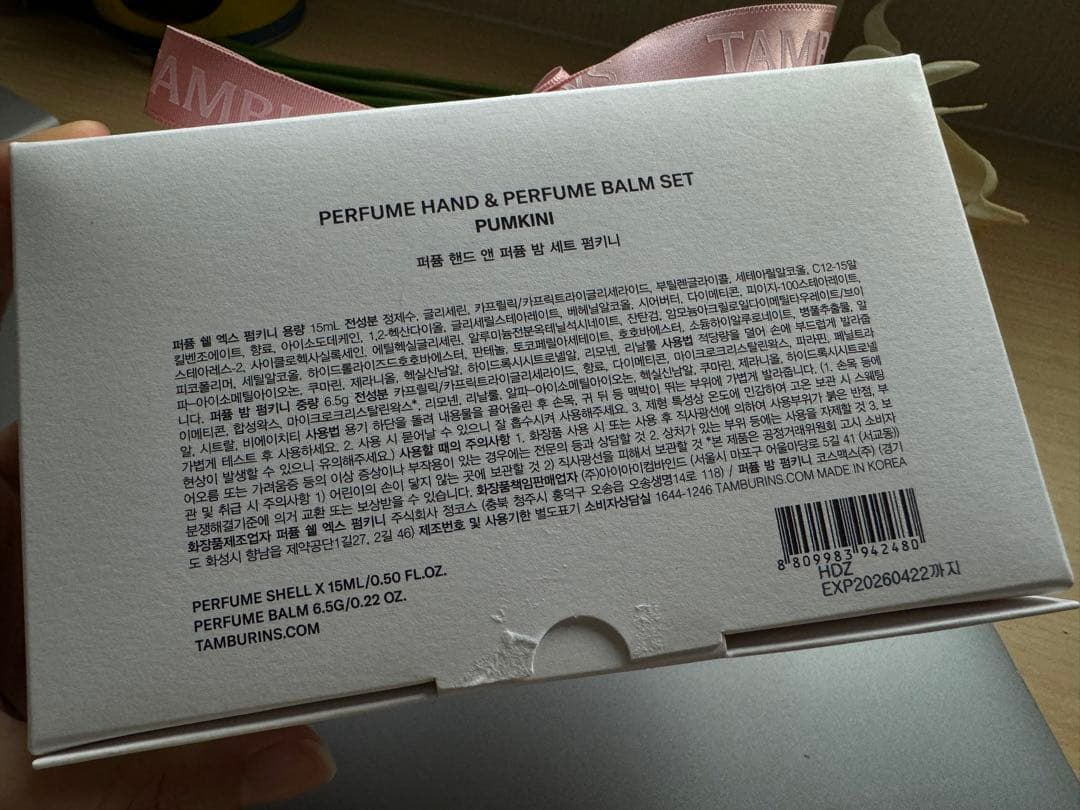 AMBU
TAMB
PERFUME HAND & PERFUME BALM SET
PUMKINI
퍼퓸 핸드 앤 퍼퓸 밤 세트 펌키니
퍼퓸 쉘 엑스 펌키니 용량 15mL 전성분 정제수, 글리세린, 카프릴릭/카프릭트라이글리세라이드, 부틸렌글라이콜, 세테아릴알코올, C12-15알
킬벤조에이트, 향료, 아이소도데케인, 1,2-헥산다이올, 글리세릴스테아레이트, 베헤닐알코올, 시어버터, 다이메티콘, 피이지-100스테아레이트,
스테아레스-2, 사이클로헥사실록세인, 에틸헥실글리세린, 알루미늄전분옥테닐석시네이트, 잔탄검, 암모늄아크릴로일다이메틸타우레이트/브이
피코폴리머, 세틸알코올, 하이드롤라이즈드호호바에스터, 판테놀, 토코페릴아세테이트, 호호바에스터, 소듐하이알루로네이트, 병풀추출물, 알
파-아이소메틸아이오논, 쿠마린, 제라니올, 헥실신남알, 하이드록시시트로넬알, 리모넨, 리날룰 사용법 적당량을 덜어 손에 부드럽게 발라줍
니다. 퍼퓸 밤 펌키니 중량 6.5g 전성분 카프릴릭/카프릭트라이글리세라이드, 향료, 다이메티콘, 마이크로크리스탈린왁스, 파라핀, 페닐트라
이메티콘, 합성왁스, 마이크로크리스탈린왁스*, 리모넨, 리날룰, 알파-아이소메틸아이오논, 헥실신남알, 쿠마린, 제라니올, 하이드록시시트로넬
알, 시트랄, 비에이치티 사용법 용기 하단을 돌려 내용물을 끌어올린 후 손목, 귀 뒤 등 맥박이 뛰는 부위에 가볍게 발라줍니다. (1. 손목 등에
가볍게 테스트 후 사용하세요. 2. 사용 시 묻어날 수 있으니 잘 흡수시켜 사용해주세요. 3. 제형 특성상 온도에 민감하여 고온 보관 시 스웨팅
현상이 발생할 수 있으니 유의해주세요.) 사용할 때의 주의사항 1. 화장품 사용 시 또는 사용 후 직사광선에 의하여 사용부위가 붉은 반점, 부
어오름 또는 가려움증 등의 이상 증상이나 부작용이 있는 경우에는 전문의 등과 상담할 것 2. 상처가 있는 부위 등에는 사용을 자제할 것 3. 보
관 및 취급 시 주의사항 1) 어린이의 손이 닿지 않는 곳에 보관할 것 2) 직사광선을 피해서 보관할 것 *본 제품은 공정거래위원회 고시 소비자
분쟁해결기준에 의거 교환 또는 보상받을 수 있습니다. 화장품책임판매업자 (주)아이아이컴바인드 (서울시 마포구 어울마당로 5길 41 (서교동))
화장품제조업자 퍼퓸 쉘 엑스 펌키니 주식회사 정코스 (충북 청주시 흥덕구 오송읍 오송생명14로 118) / 퍼퓸 밤 펌키니 코스맥스(주) (경기
도 화성시 향남읍 제약공단1길27, 2길 46) 제조번호 및 사용기한 별도표기 소비자상담실 1644-1246 TAMBURINS.COM MADE IN KOREA
PERFUME SHELL X 15ML/0.50 FL.OZ.
PERFUME BALM 6.5G/0.22 OZ.
TAMBURINS.COM
8 809983 942480
HDZ
EXP20260422까지